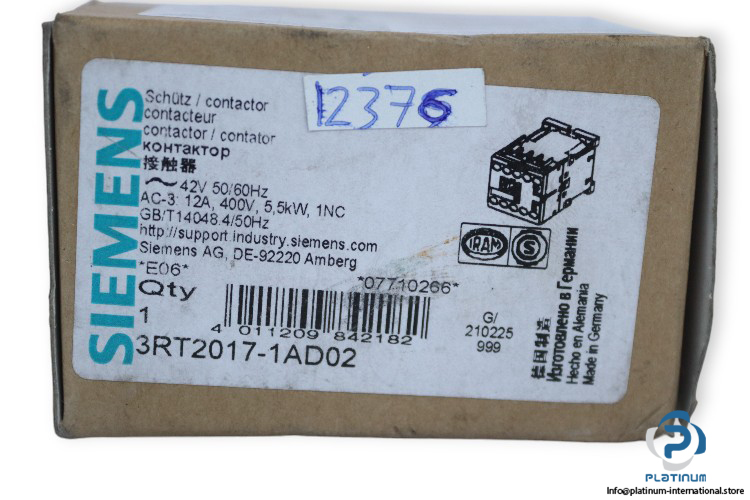 12376
SIEMENS
Schütz / contactor
contacteur
contactor / contator
контактор
接触器
~ 42V 50/60Hz
AC-3: 12A, 400V, 5,5kW, 1NC
GB/T14048.4/50Hz
http://support.industry.siemens.com
Siemens AG, DE-92220 Amberg
*E06*
*07710266*
Qty
1
4 011209 842182
3RT2017-1AD02
IRAM
S
G/
210225
999
德国制造
Изготовлено в Германии
Hecho en Alemania
Made in Germany
PLATINUM
Info@platinum-international.store